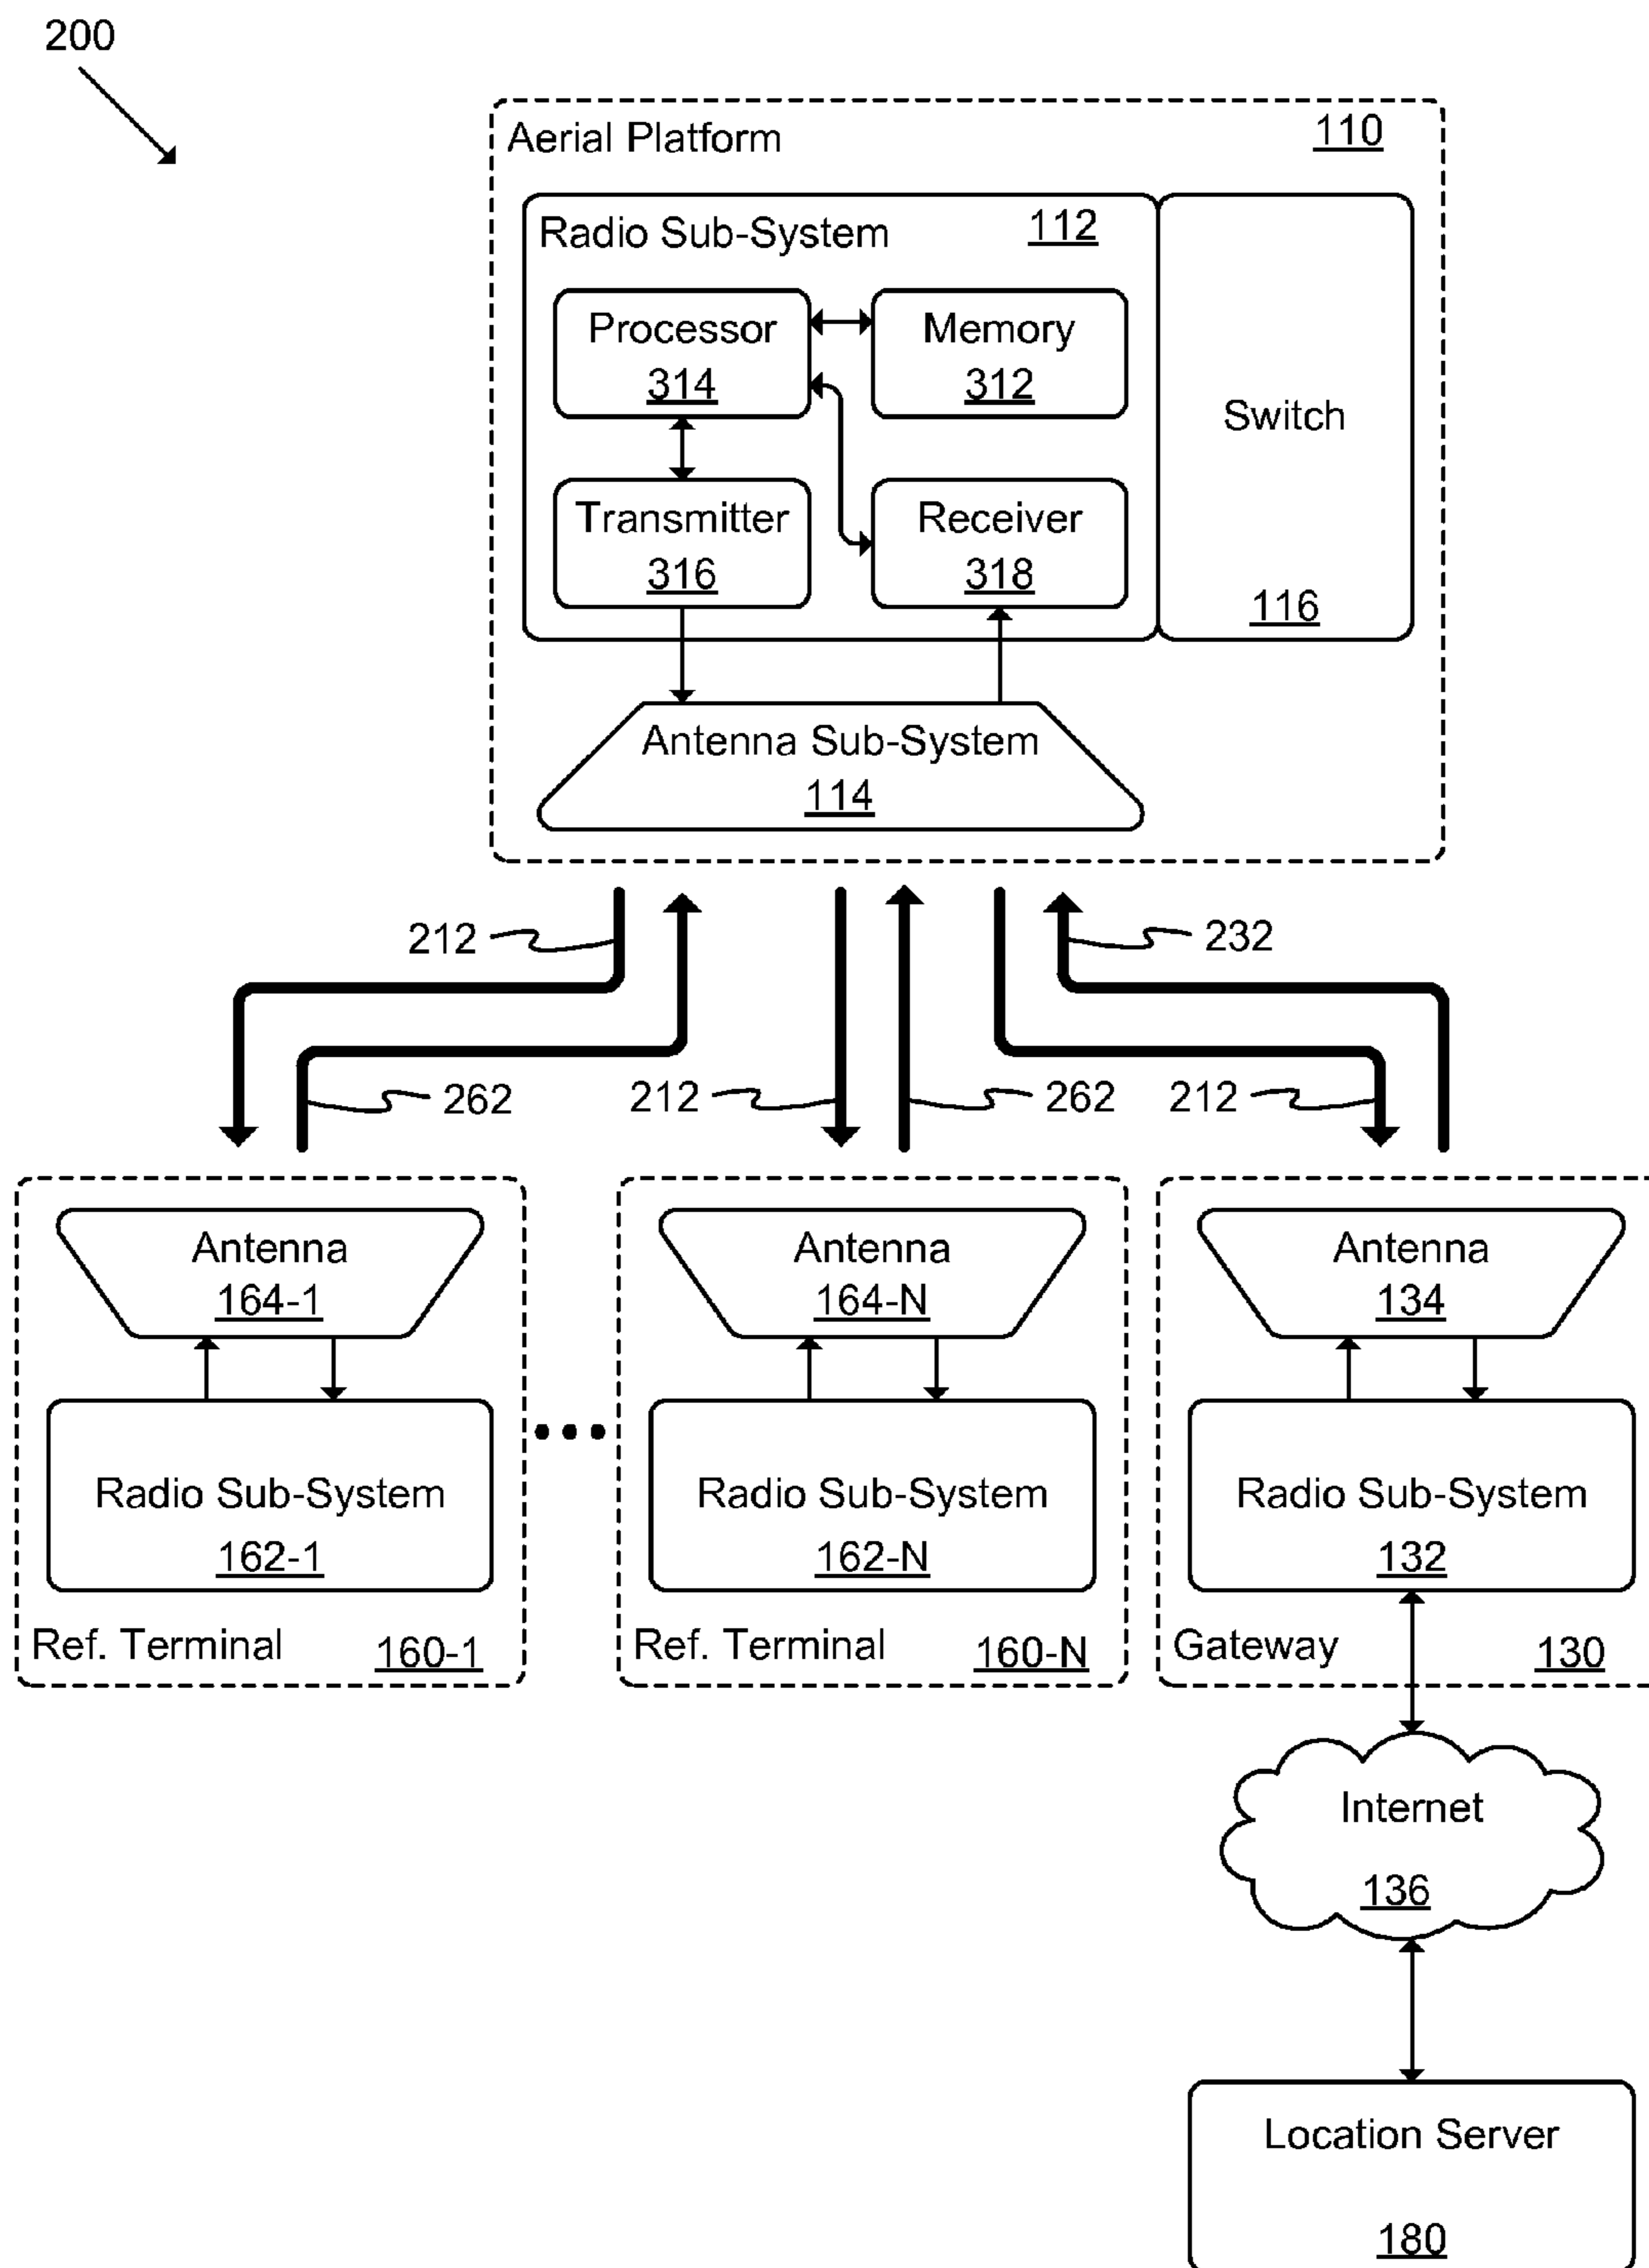 200
Aerial Platform 110
Radio Sub-System 112
Processor
314
Memory
312
Switch
116
Transmitter
316
Receiver
318
Antenna Sub-System
114
212
232
262
212
262
212
Antenna
164-1
Antenna
164-N
Antenna
134
Radio Sub-System
162-1
Radio Sub-System
162-N
Radio Sub-System
132
Ref. Terminal 160-1
Ref. Terminal 160-N
Gateway 130
Internet
136
Location Server
180